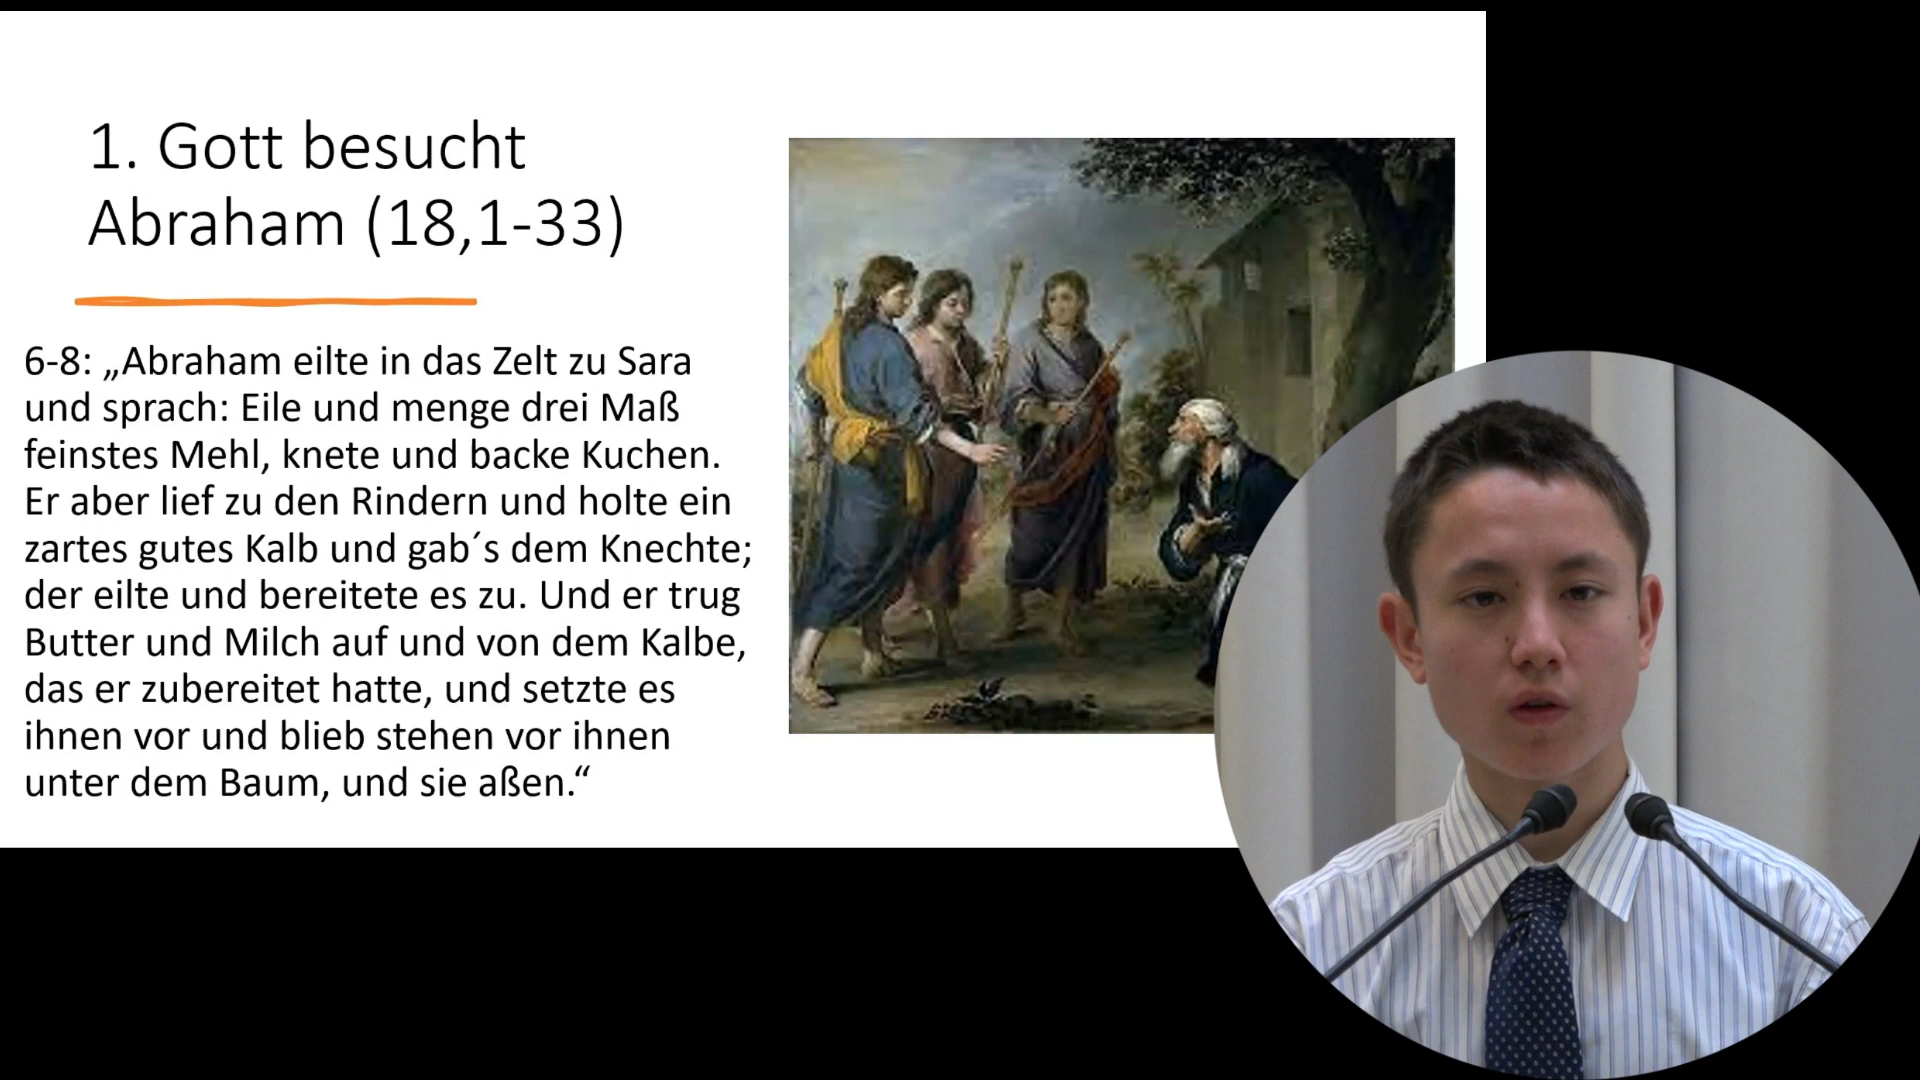 1. Gott besucht
Abraham (18,1-33)
6-8: „Abraham eilte in das Zelt zu Sara
und sprach: Eile und menge drei Maß
feinstes Mehl, knete und backe Kuchen.
Er aber lief zu den Rindern und holte ein
zartes gutes Kalb und gab´s dem Knechte;
der eilte und bereitete es zu. Und er trug
Butter und Milch auf und von dem Kalbe,
das er zubereitet hatte, und setzte es
ihnen vor und blieb stehen vor ihnen
unter dem Baum, und sie aßen.“